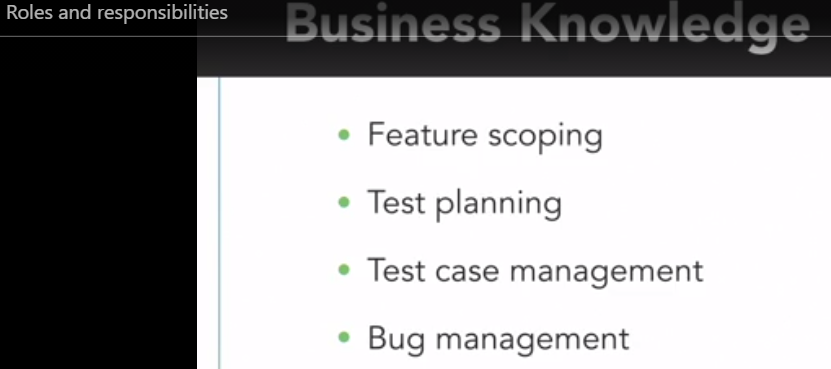 Roles and responsibilities
Business Knowledge
Feature scoping
Test planning
Test case management
Bug management